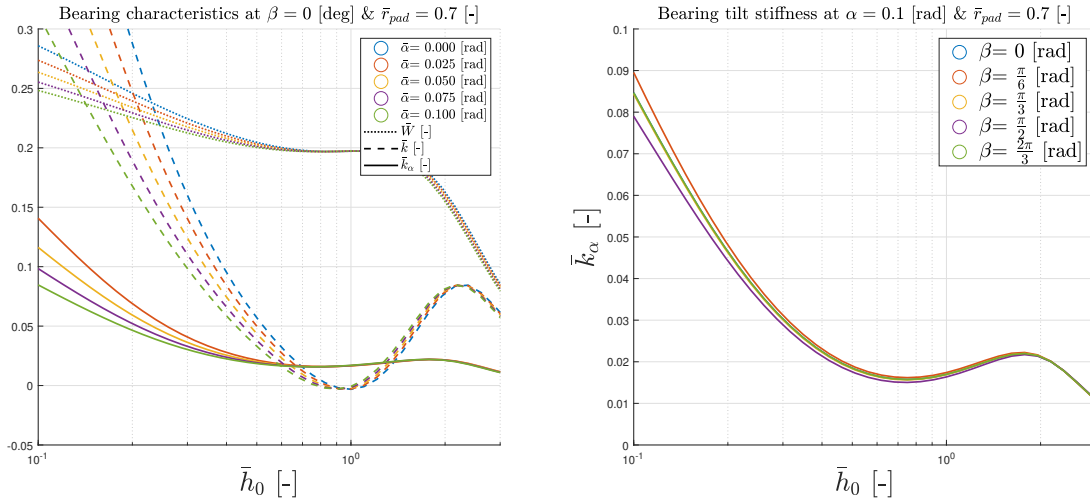 Bearing characteristics at β = 0 [deg] & r̄_pad = 0.7 [-]
0.3
0.25
0.2
0.15
0.1
0.05
0
-0.05
10⁻¹
10⁰
h̄₀ [-]
ᾱ = 0.000 [rad]
ᾱ = 0.025 [rad]
ᾱ = 0.050 [rad]
ᾱ = 0.075 [rad]
ᾱ = 0.100 [rad]
W̄ [-]
k̄ [-]
k̄_α [-]
Bearing tilt stiffness at α = 0.1 [rad] & r̄_pad = 0.7 [-]
k̄_α [-]
0.1
0.09
0.08
0.07
0.06
0.05
0.04
0.03
0.02
0.01
0
10⁻¹
10⁰
h̄₀ [-]
β= 0 [rad]
β= π/6 [rad]
β= π/3 [rad]
β= π/2 [rad]
β= 2π/3 [rad]